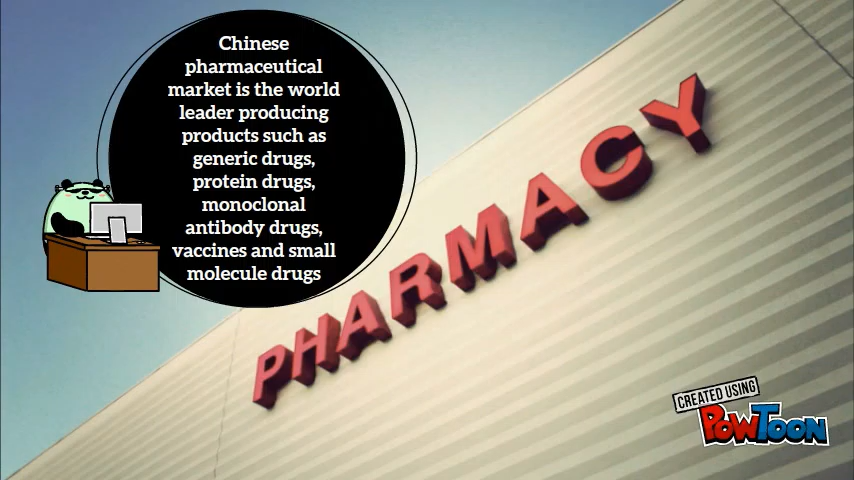 Chinese
pharmaceutical
market is the world
leader producing
products such as
generic drugs,
protein drugs,
monoclonal
antibody drugs,
vaccines and small
molecule drugs
PHARMACY
CREATED USING
POWTOON